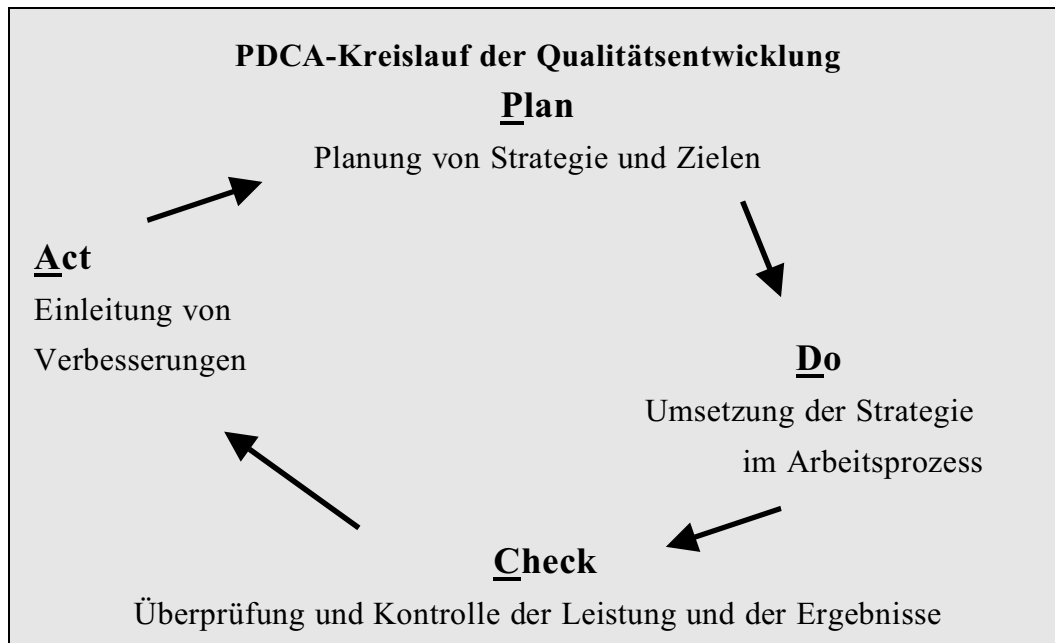 PDCA-Kreislauf der Qualitätsentwicklung
Plan
Planung von Strategie und Zielen
Act
Einleitung von
Verbesserungen
Do
Umsetzung der Strategie
im Arbeitsprozess
Check
Überprüfung und Kontrolle der Leistung und der Ergebnisse